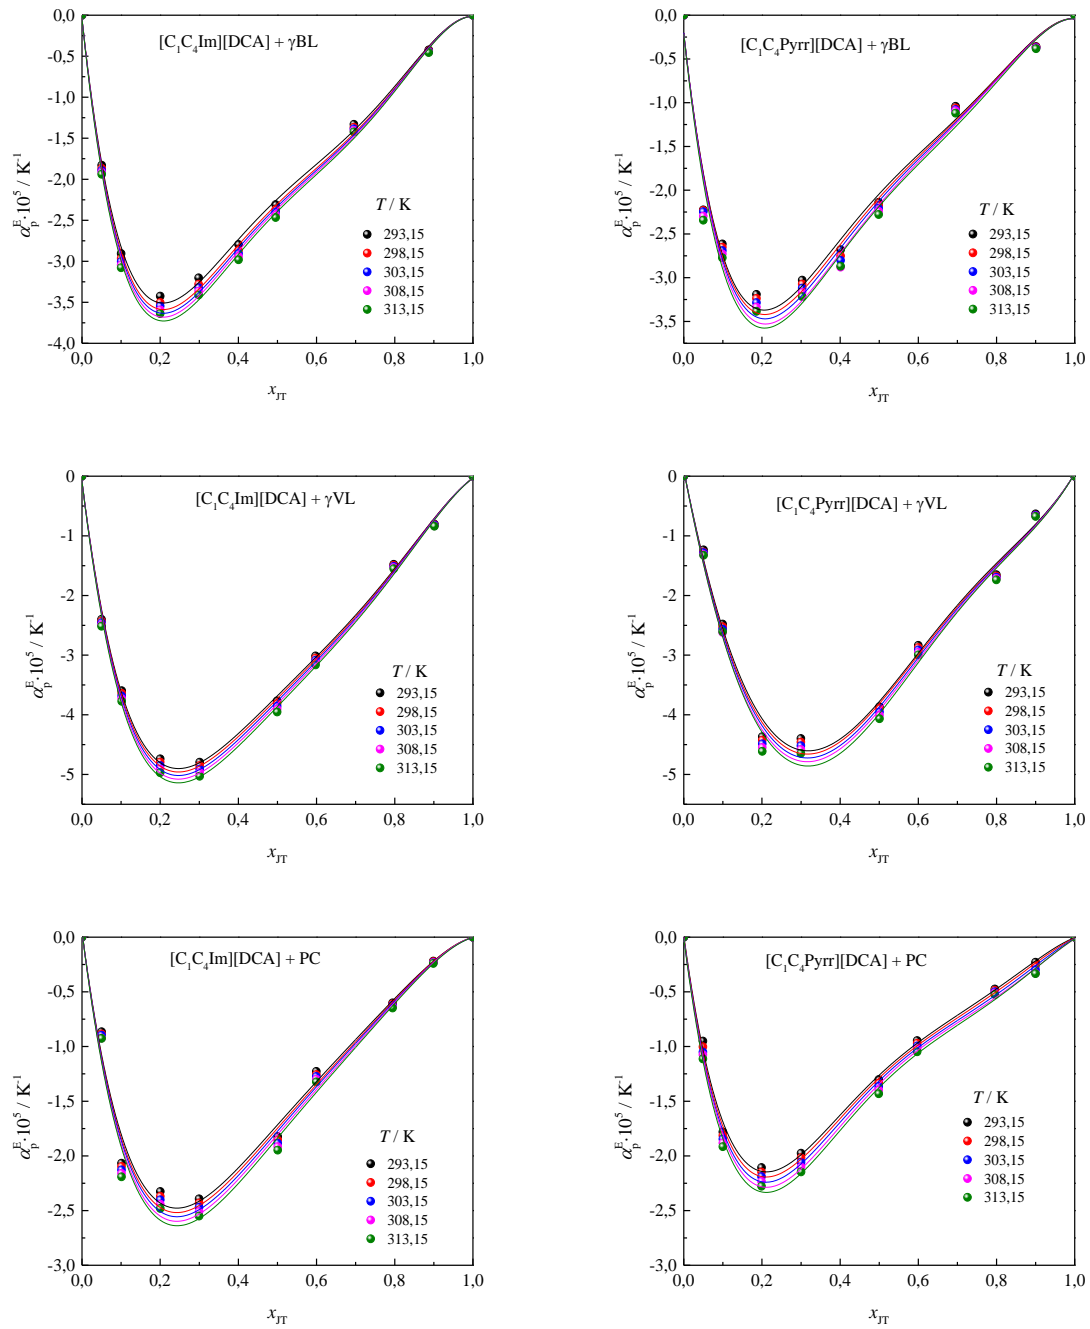 [C1C4Im][DCA] + γBL
0,0
-0,5
-1,0
-1,5
-2,0
-2,5
-3,0
-3,5
-4,0
αpE·10^5 / K^-1
T / K
293,15
298,15
303,15
308,15
313,15
0,0 0,2 0,4 0,6 0,8 1,0
xJT
[C1C4Pyrr][DCA] + γBL
0,0
-0,5
-1,0
-1,5
-2,0
-2,5
-3,0
-3,5
αpE·10^5 / K^-1
T / K
293,15
298,15
303,15
308,15
313,15
0,0 0,2 0,4 0,6 0,8 1,0
xJT
[C1C4Im][DCA] + γVL
0
-1
-2
-3
-4
-5
αpE·10^5 / K^-1
T / K
293,15
298,15
303,15
308,15
313,15
0,0 0,2 0,4 0,6 0,8 1,0
xJT
[C1C4Pyrr][DCA] + γVL
0
-1
-2
-3
-4
-5
αpE·10^5 / K^-1
T / K
293,15
298,15
303,15
308,15
313,15
0,0 0,2 0,4 0,6 0,8 1,0
xJT
[C1C4Im][DCA] + PC
0,0
-0,5
-1,0
-1,5
-2,0
-2,5
-3,0
αpE·10^5 / K^-1
T / K
293,15
298,15
303,15
308,15
313,15
0,0 0,2 0,4 0,6 0,8 1,0
xJT
[C1C4Pyrr][DCA] + PC
0,0
-0,5
-1,0
-1,5
-2,0
-2,5
-3,0
αpE·10^5 / K^-1
T / K
293,15
298,15
303,15
308,15
313,15
0,0 0,2 0,4 0,6 0,8 1,0
xJT